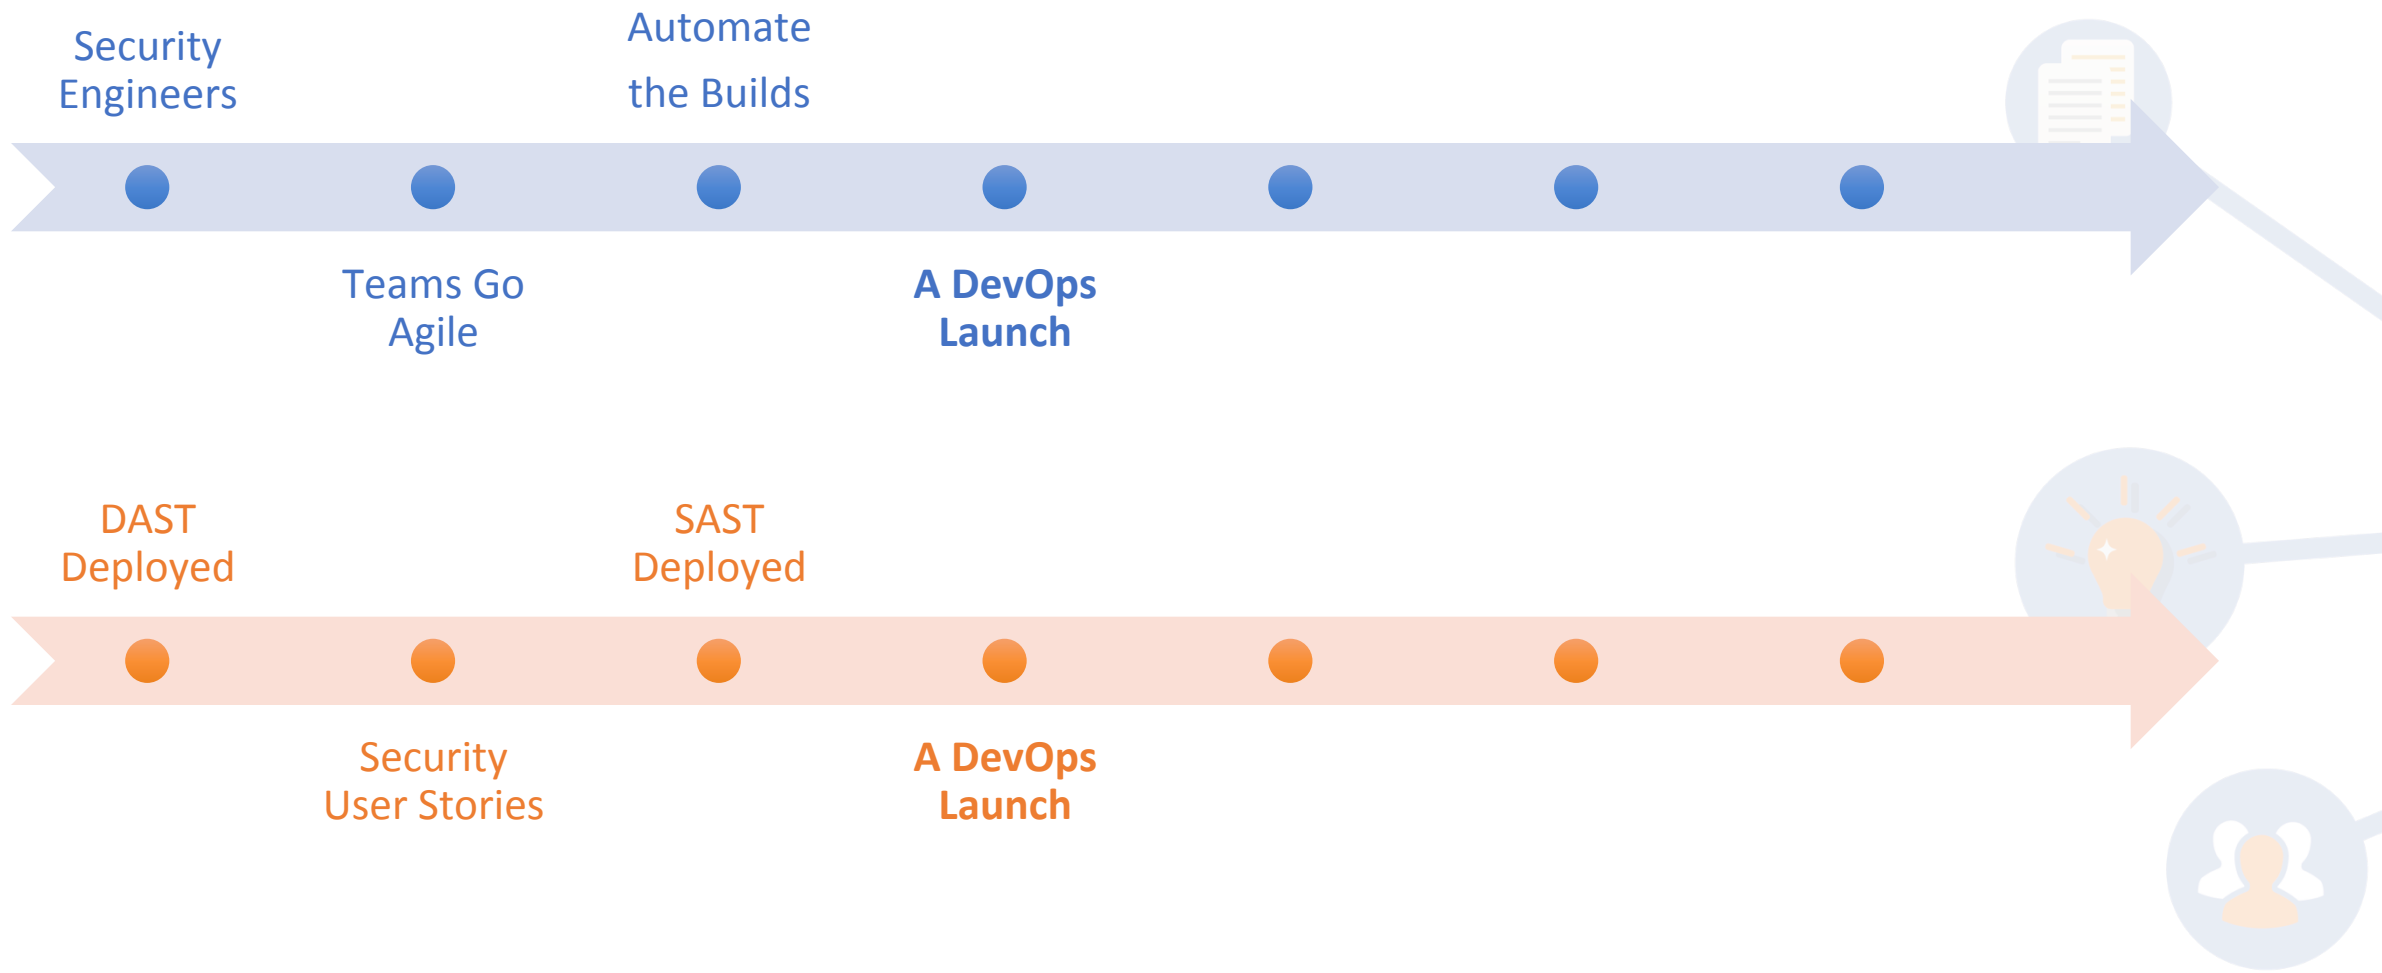 Security
Engineers
Automate
the Builds
Teams Go
Agile
A DevOps
Launch
DAST
Deployed
SAST
Deployed
Security
User Stories
A DevOps
Launch